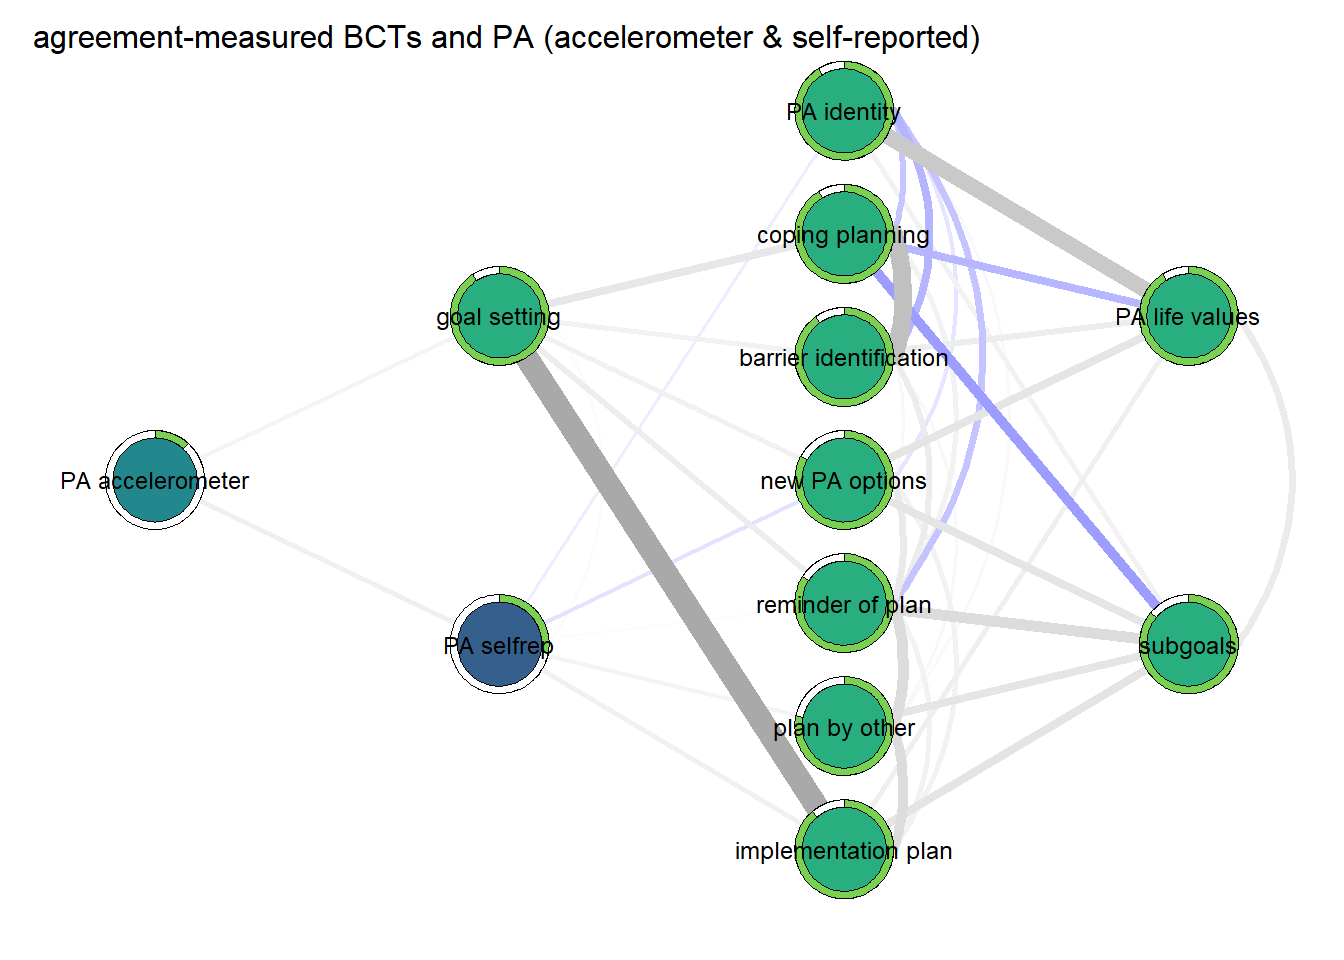 agreement-measured BCTs and PA (accelerometer & self-reported)
PA identity
coping planning
goal setting
PA life values
barrier identification
PA accelerometer
new PA options
reminder of plan
PA selfrep
subgoals
plan by other
implementation plan